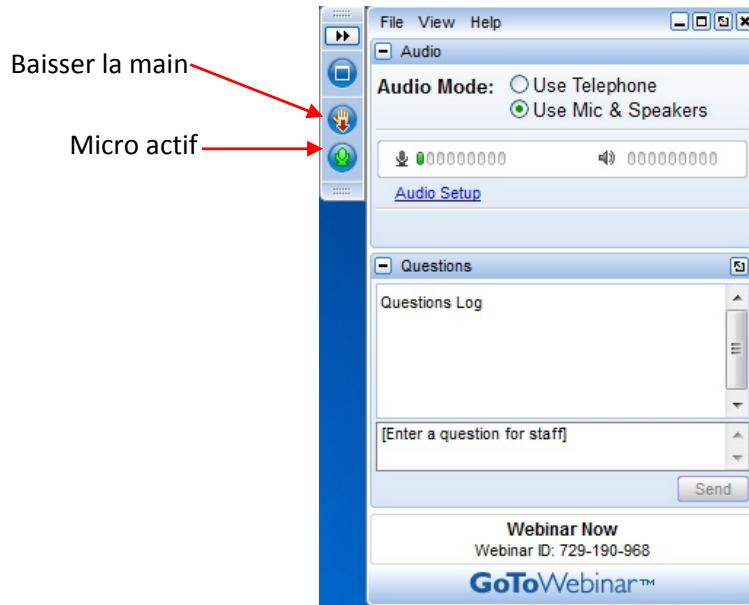 File View Help
Audio
Baisser la main
Audio Mode: Use Telephone
Use Mic & Speakers
Micro actif
Audio Setup
Questions
Questions Log
[Enter a question for staff]
Send
Webinar Now
Webinar ID: 729-190-968
GoToWebinar™